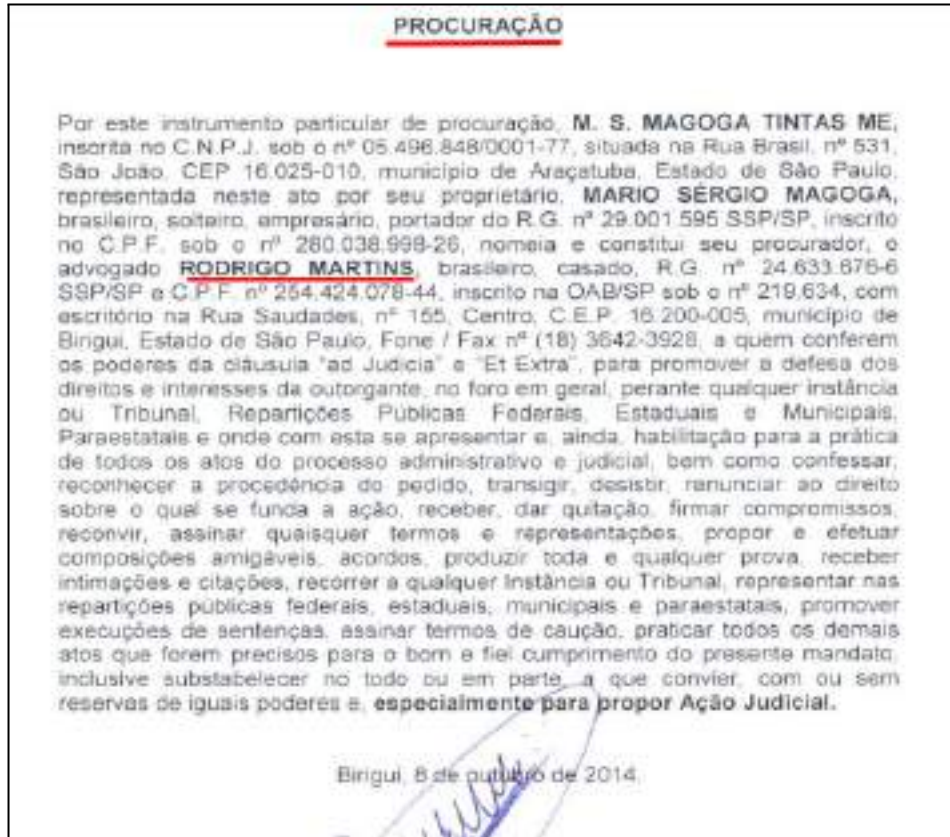 PROCURAÇÃO
Por este instrumento particular de procuração, M. S. MAGOGA TINTAS ME,
inscrita no C.N.P.J. sob o nº 05.496.848/0001-77, situada na Rua Brasil, nº 531,
São João, CEP 16.025-010, município de Araçatuba, Estado de São Paulo,
representada neste ato por seu proprietário, MARIO SÉRGIO MAGOGA,
brasileiro, solteiro, empresário, portador do R.G. nº 29.001.595 SSP/SP, inscrito
no C.P.F. sob o nº 280.038.998-26, nomeia e constitui seu procurador, o
advogado RODRIGO MARTINS, brasileiro, casado, R.G. nº 24.633.676-6
SSP/SP e C.P.F. nº 254.424.078-44, inscrito na OAB/SP sob o nº 219.634, com
escritório na Rua Saudades, nº 155, Centro, C.E.P. 16.200-005, município de
Birigui, Estado de São Paulo, Fone / Fax nº (18) 3642-3928, a quem conferem
os poderes da cláusula "ad Judicia" e "Et Extra", para promover a defesa dos
direitos e interesses da outorgante, no foro em geral, perante qualquer instância
ou Tribunal, Repartições Públicas Federais, Estaduais e Municipais,
Paraestatais e onde com esta se apresentar e, ainda, habilitação para a prática
de todos os atos do processo administrativo e judicial, bem como confessar,
reconhecer a procedência do pedido, transigir, desistir, renunciar ao direito
sobre o qual se funda a ação, receber, dar quitação, firmar compromissos,
reconvir, assinar quaisquer termos e representações, propor e efetuar
composições amigáveis, acordos, produzir toda e qualquer prova, receber
intimações e citações, recorrer a qualquer Instância ou Tribunal, representar nas
repartições públicas federais, estaduais, municipais e paraestatais, promover
execuções de sentenças, assinar termos de caução, praticar todos os demais
atos que forem precisos para o bom e fiel cumprimento do presente mandato,
inclusive substabelecer no todo ou em parte, a que convier, com ou sem
reservas de iguais poderes e, especialmente para propor Ação Judicial.
Birigui, 8 de outubro de 2014.